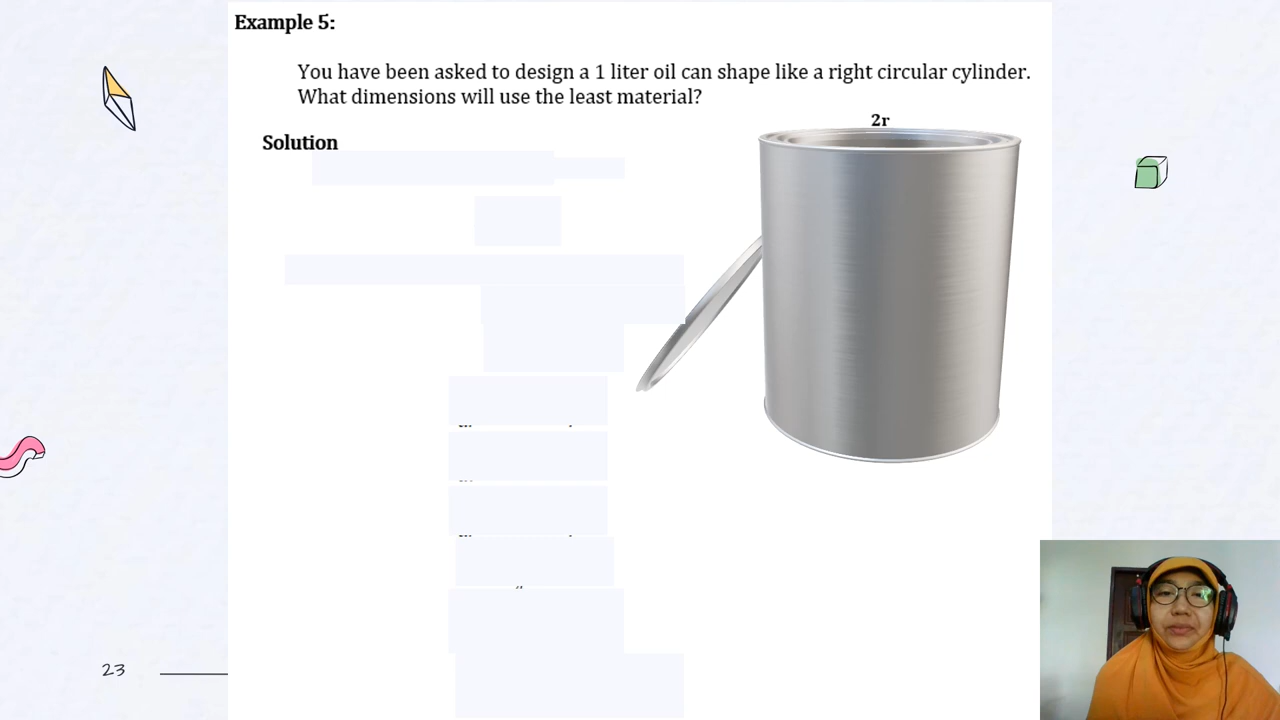 Example 5:
You have been asked to design a 1 liter oil can shape like a right circular cylinder.
What dimensions will use the least material?
2r
Solution
23